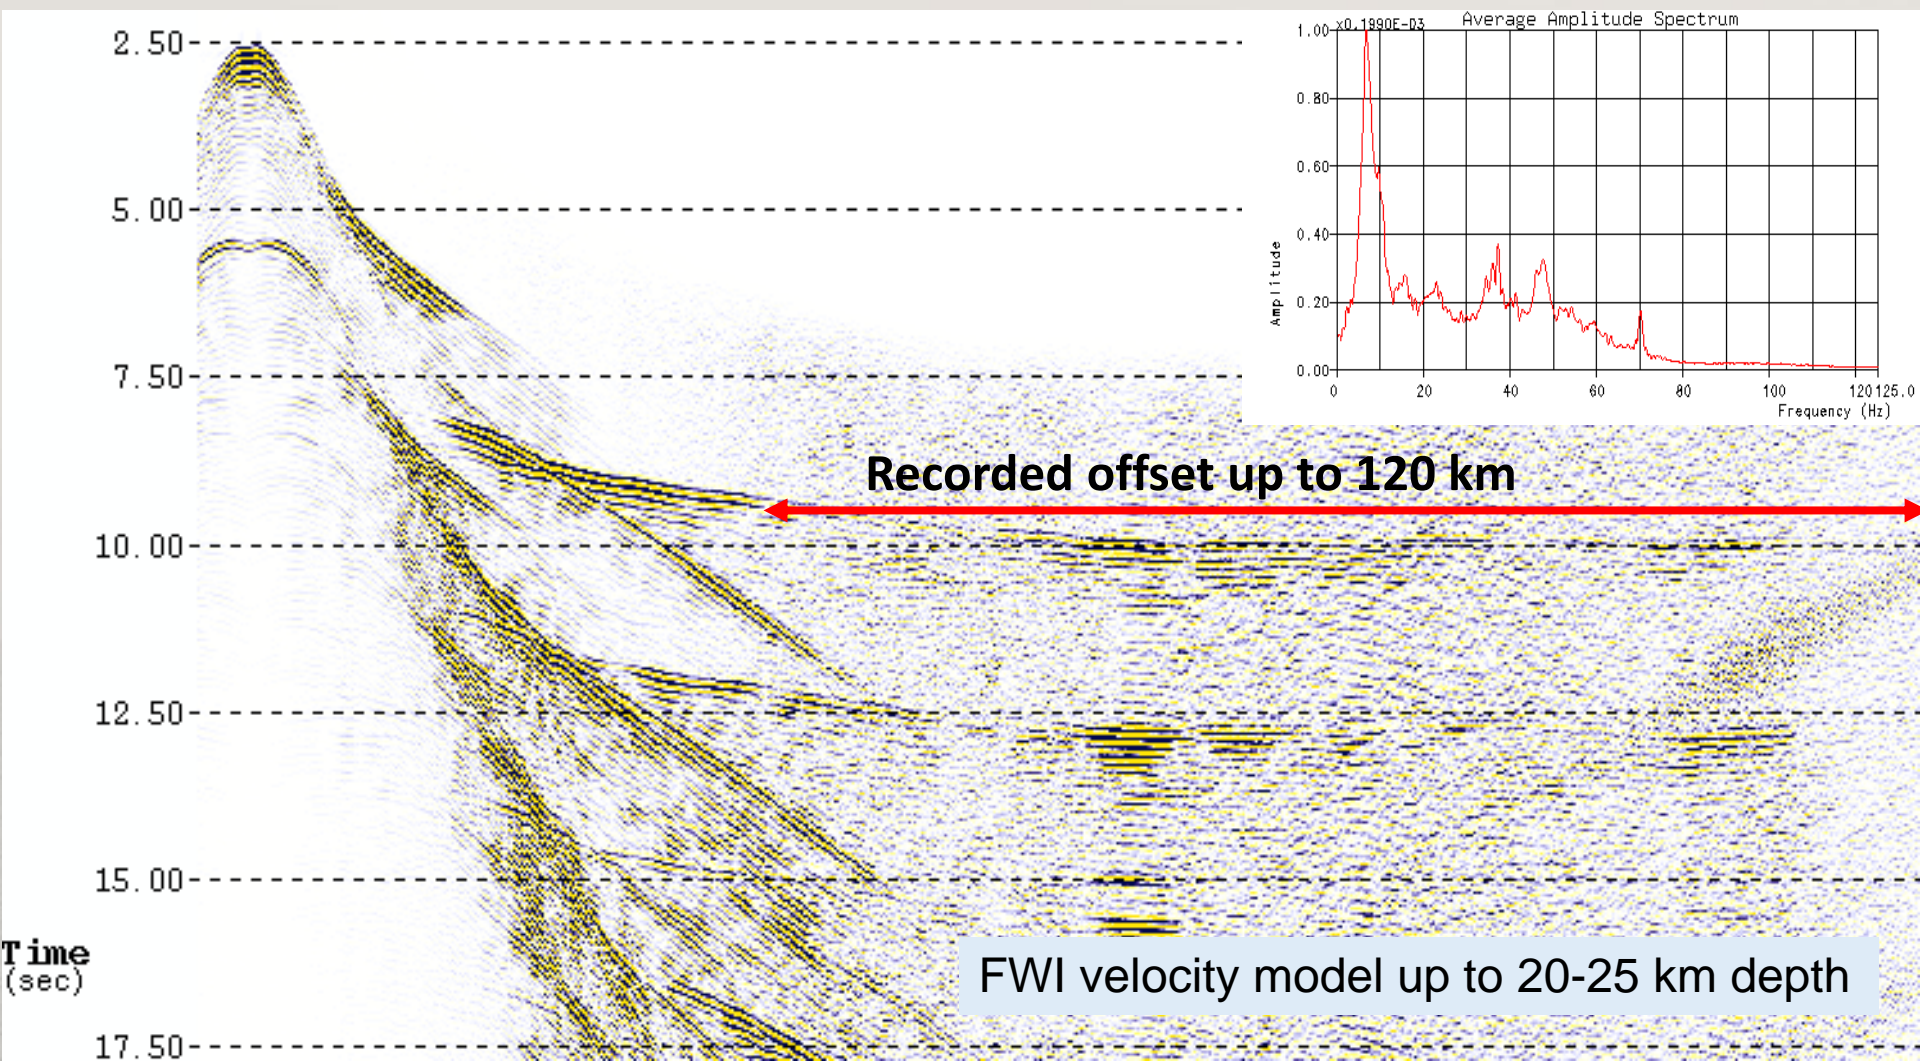 2.50
x0.1990E-03 Average Amplitude Spectrum
1.00
0.80
0.60
0.40
0.20
0.00
Amplitude
0 20 40 60 80 100 120 125.0
Frequency (Hz)
5.00
7.50
Recorded offset up to 120 km
10.00
12.50
15.00
Time
(sec)
FWI velocity model up to 20-25 km depth
17.50